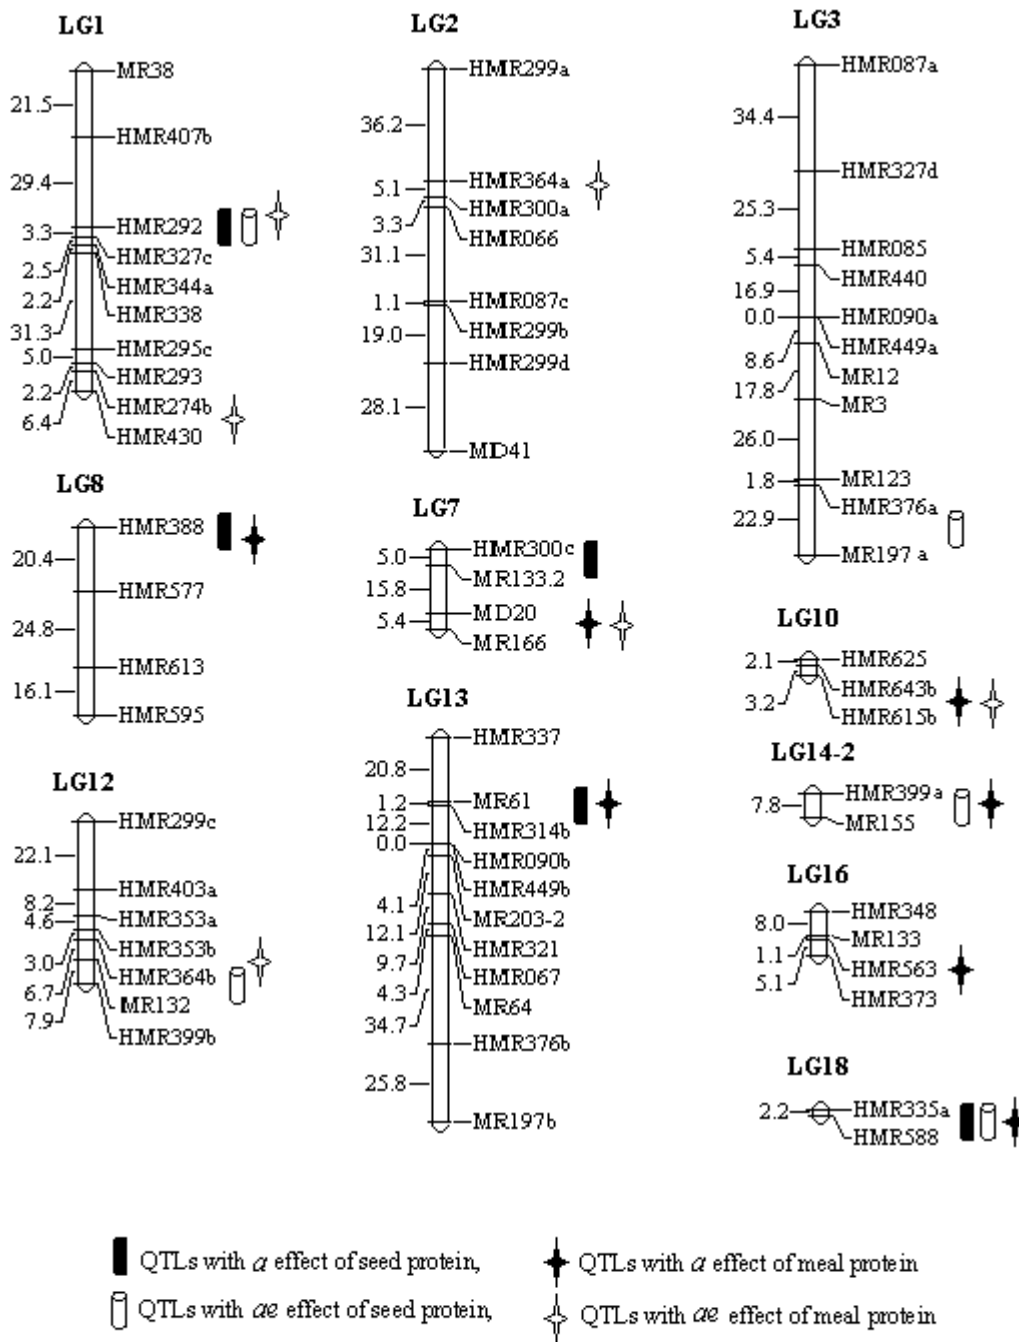 LG1
MR38
21.5
HMR407b
29.4
HMR292
3.3
HMR327c
2.5
HMR344a
2.2
HMR338
31.3
HMR295c
5.0
HMR293
2.2
HMR274b
6.4
HMR430
LG2
HMR299a
36.2
HMR364a
5.1
HMR300a
3.3
HMR066
31.1
HMR087c
1.1
HMR299b
19.0
HMR299d
28.1
MD41
LG3
HMR087a
34.4
HMR327d
25.3
HMR085
5.4
HMR440
16.9
HMR090a
0.0
HMR449a
8.6
MR12
17.8
MR3
26.0
MR123
1.8
HMR376a
22.9
MR197a
LG8
HMR388
20.4
HMR577
24.8
HMR613
16.1
HMR595
LG7
HMR300c
5.0
MR133.2
15.8
MD20
5.4
MR166
LG10
HMR625
2.1
HMR643b
3.2
HMR615b
LG12
HMR299c
22.1
HMR403a
8.2
HMR353a
4.6
HMR353b
3.0
HMR364b
6.7
MR132
7.9
HMR399b
LG13
HMR337
20.8
MR61
1.2
HMR314b
12.2
HMR090b
0.0
HMR449b
4.1
MR203-2
12.1
HMR321
9.7
HMR067
4.3
MR64
34.7
HMR376b
25.8
MR197b
LG14-2
HMR399a
7.8
MR155
LG16
HMR348
8.0
MR133
1.1
HMR563
5.1
HMR373
LG18
HMR335a
2.2
HMR588
QTLs with a effect of seed protein,
QTLs with a effect of meal protein
QTLs with ae effect of seed protein,
QTLs with ae effect of meal protein